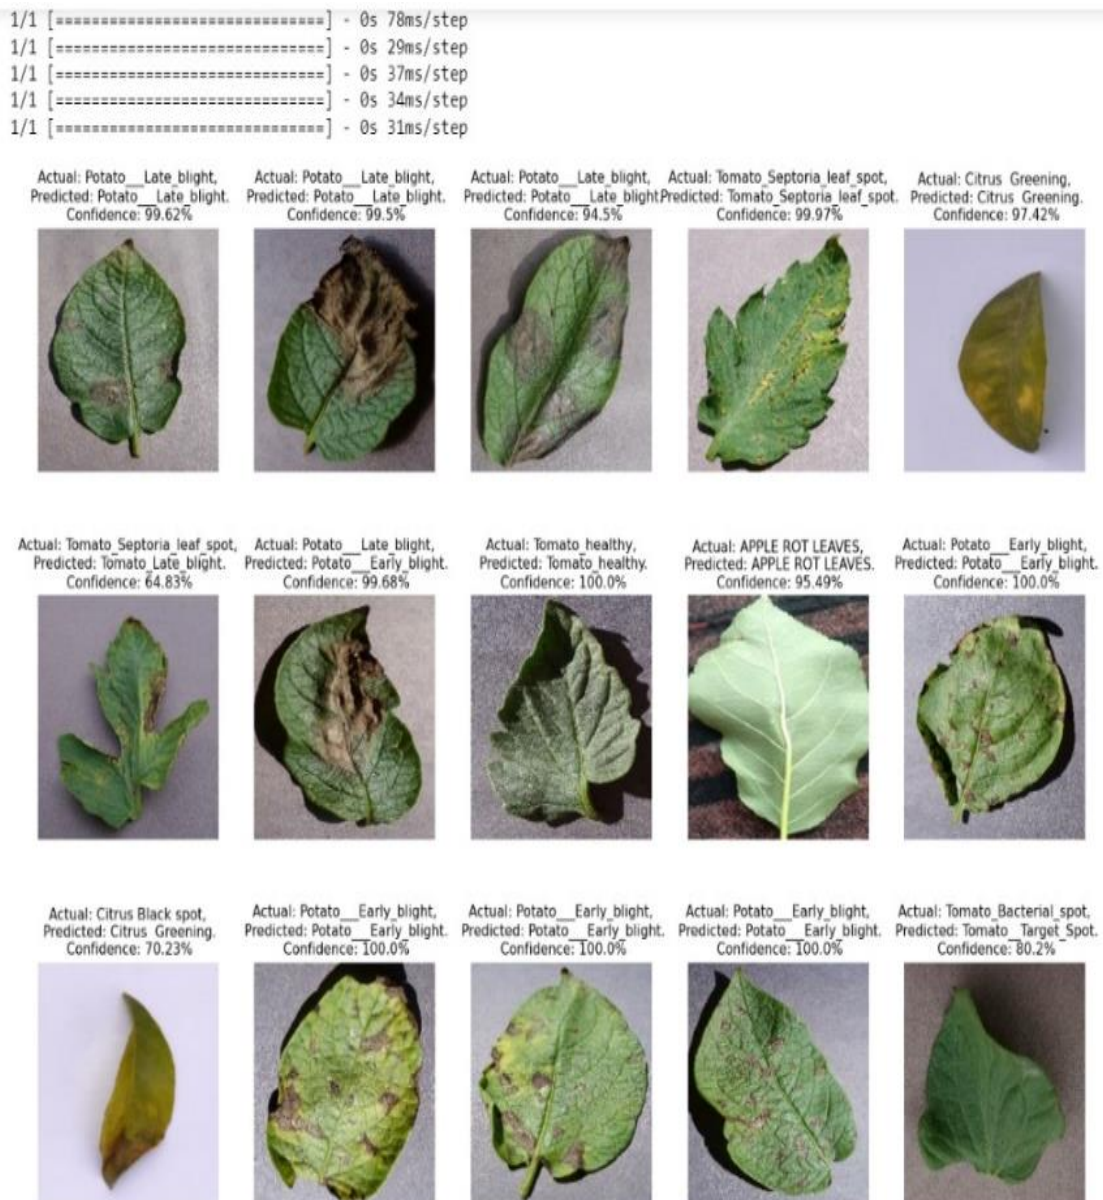 1/1 [==============================] - 0s 78ms/step
1/1 [==============================] - 0s 29ms/step
1/1 [==============================] - 0s 37ms/step
1/1 [==============================] - 0s 34ms/step
1/1 [==============================] - 0s 31ms/step
Actual: Potato___Late_blight,
Predicted: Potato___Late_blight.
Confidence: 99.62%
Actual: Potato___Late_blight,
Predicted: Potato___Late_blight.
Confidence: 99.5%
Actual: Potato___Late_blight,
Predicted: Potato___Late_blight
Confidence: 94.5%
Actual: Tomato_Septoria_leaf_spot,
Predicted: Tomato_Septoria_leaf_spot.
Confidence: 99.97%
Actual: Citrus Greening,
Predicted: Citrus Greening.
Confidence: 97.42%
Actual: Tomato_Septoria_leaf_spot,
Predicted: Tomato_Late_blight.
Confidence: 64.83%
Actual: Potato___Late_blight,
Predicted: Potato___Early_blight.
Confidence: 99.68%
Actual: Tomato_healthy,
Predicted: Tomato_healthy.
Confidence: 100.0%
Actual: APPLE ROT LEAVES,
Predicted: APPLE ROT LEAVES.
Confidence: 95.49%
Actual: Potato___Early_blight,
Predicted: Potato___Early_blight.
Confidence: 100.0%
Actual: Citrus Black spot,
Predicted: Citrus Greening.
Confidence: 70.23%
Actual: Potato___Early_blight,
Predicted: Potato___Early_blight.
Confidence: 100.0%
Actual: Potato___Early_blight,
Predicted: Potato___Early_blight.
Confidence: 100.0%
Actual: Potato___Early_blight,
Predicted: Potato___Early_blight.
Confidence: 100.0%
Actual: Tomato_Bacterial_spot,
Predicted: Tomato__Target_Spot.
Confidence: 80.2%